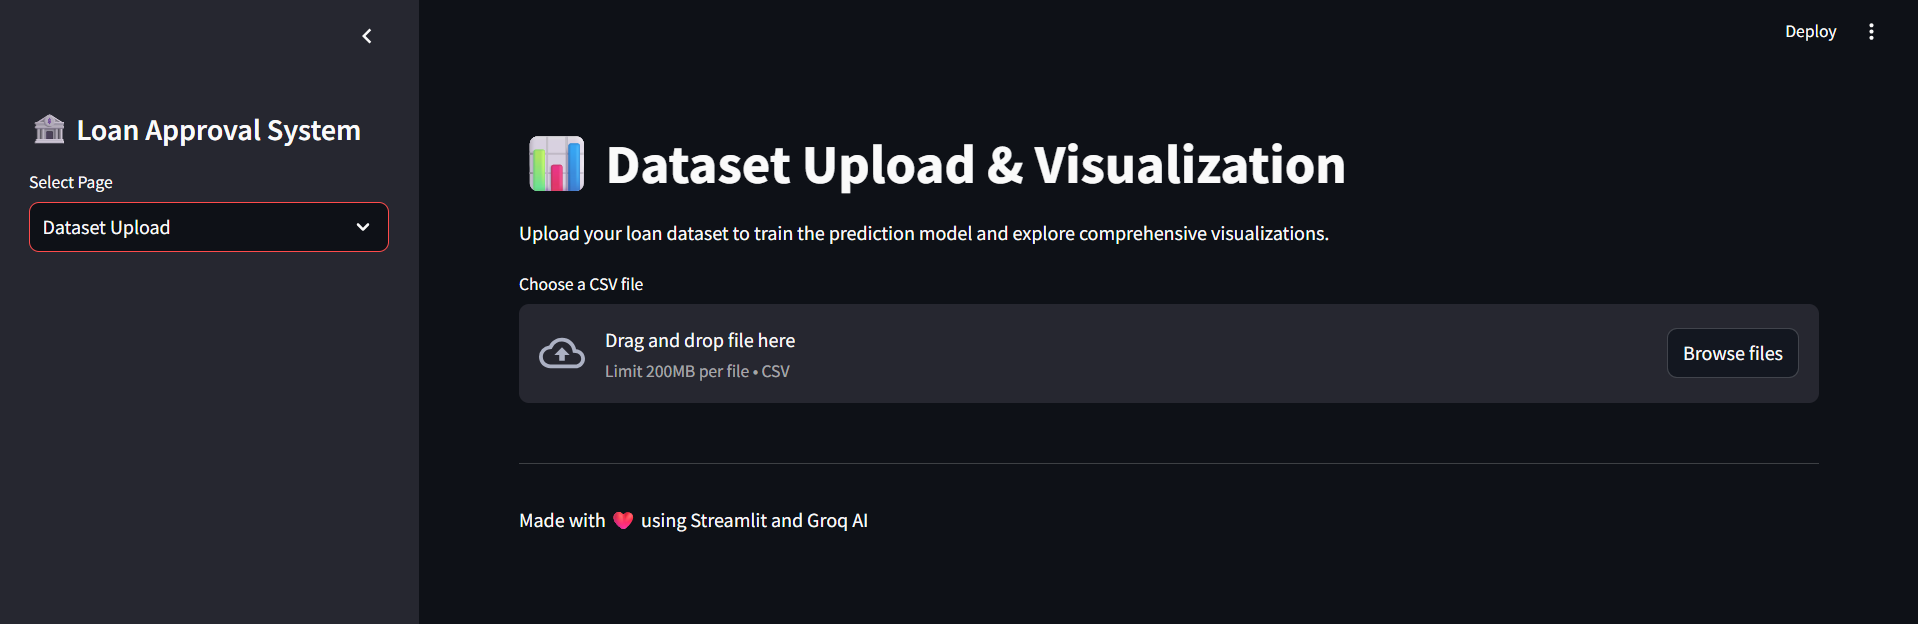 Deploy
🏛️ Loan Approval System
Select Page
Dataset Upload
📊 Dataset Upload & Visualization
Upload your loan dataset to train the prediction model and explore comprehensive visualizations.
Choose a CSV file
Drag and drop file here
Limit 200MB per file • CSV
Browse files
Made with ❤️ using Streamlit and Groq AI